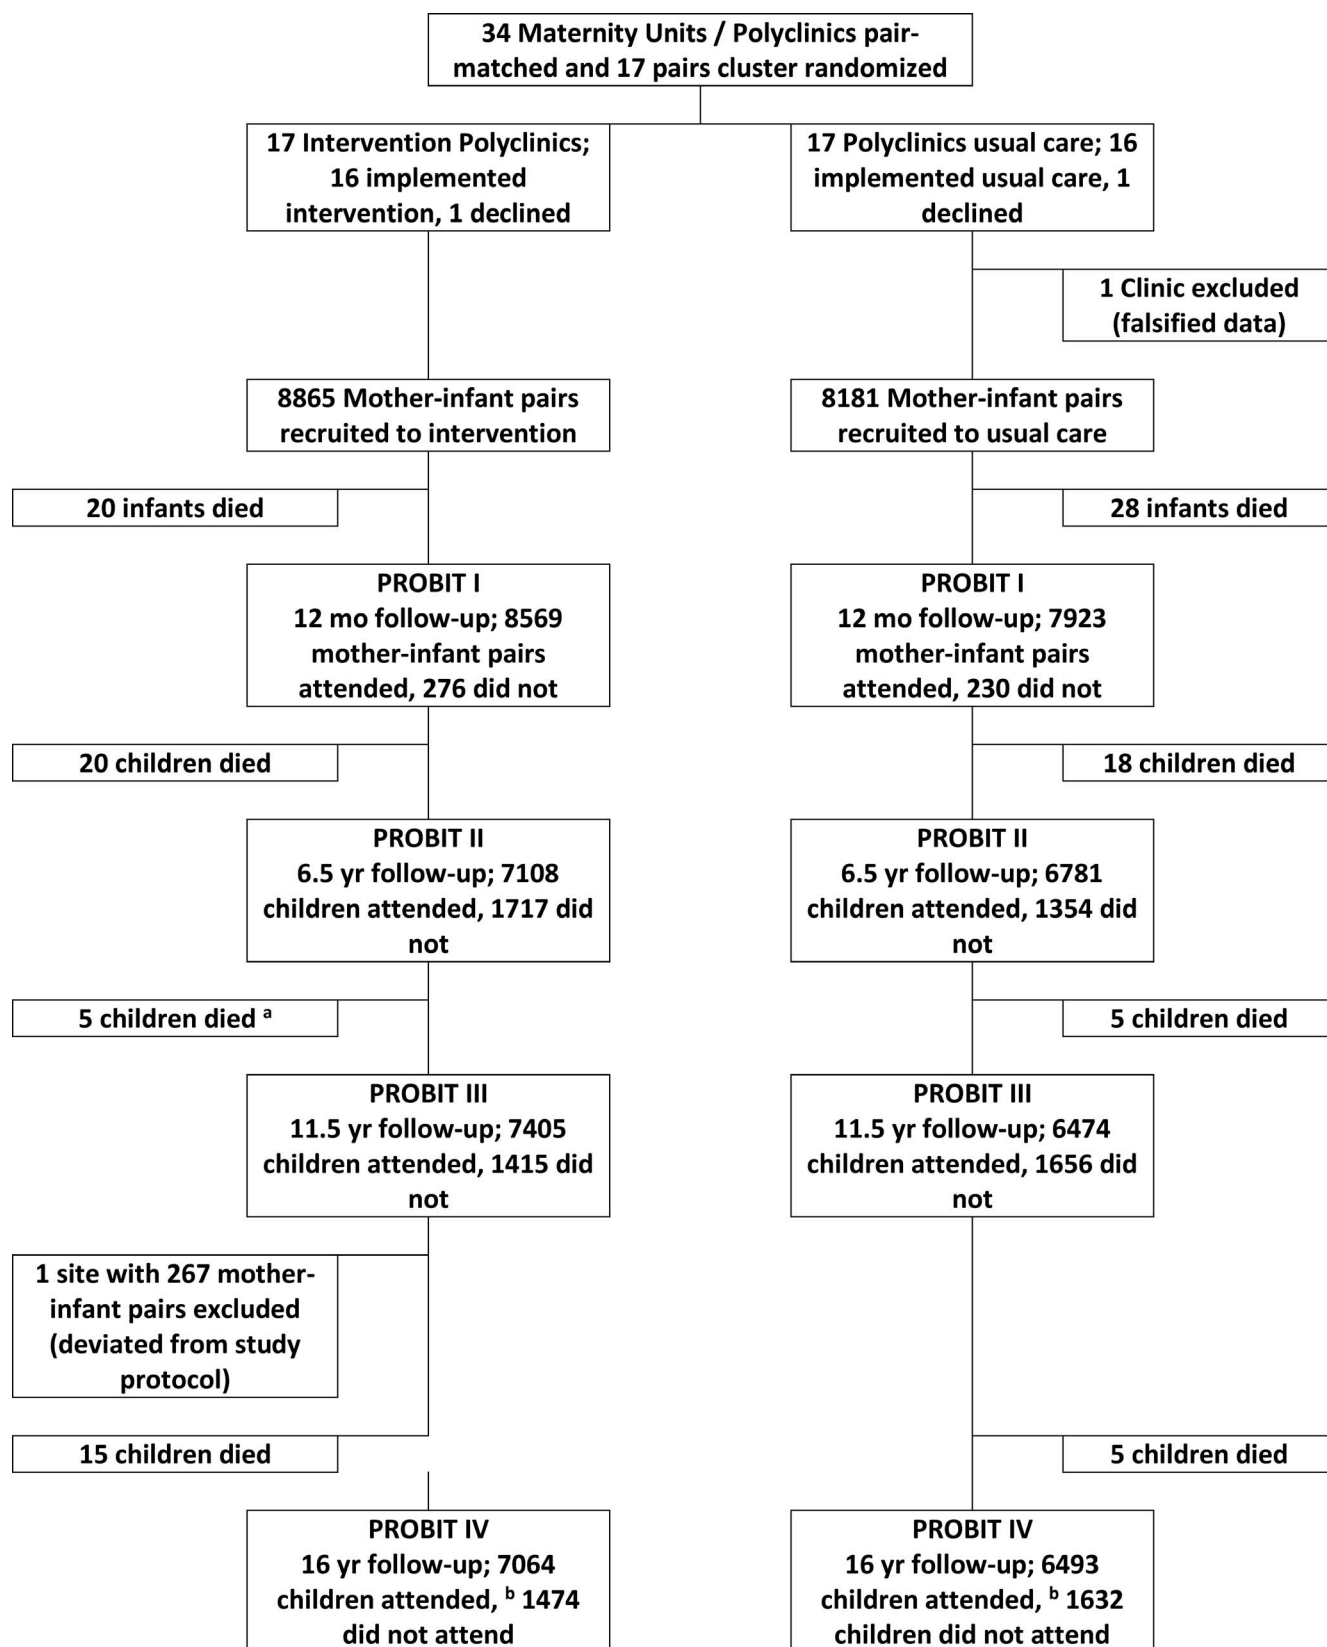 34 Maternity Units / Polyclinics pair-
matched and 17 pairs cluster randomized
17 Intervention Polyclinics;
16 implemented
intervention, 1 declined
17 Polyclinics usual care; 16
implemented usual care, 1
declined
1 Clinic excluded
(falsified data)
8865 Mother-infant pairs
recruited to intervention
8181 Mother-infant pairs
recruited to usual care
20 infants died
28 infants died
PROBIT I
12 mo follow-up; 8569
mother-infant pairs
attended, 276 did not
PROBIT I
12 mo follow-up; 7923
mother-infant pairs
attended, 230 did not
20 children died
18 children died
PROBIT II
6.5 yr follow-up; 7108
children attended, 1717 did
not
PROBIT II
6.5 yr follow-up; 6781
children attended, 1354 did
not
5 children died ᵃ
5 children died
PROBIT III
11.5 yr follow-up; 7405
children attended, 1415 did
not
PROBIT III
11.5 yr follow-up; 6474
children attended, 1656 did
not
1 site with 267 mother-
infant pairs excluded
(deviated from study
protocol)
15 children died
5 children died
PROBIT IV
16 yr follow-up; 7064
children attended, ᵇ 1474
did not attend
PROBIT IV
16 yr follow-up; 6493
children attended, ᵇ 1632
children did not attend